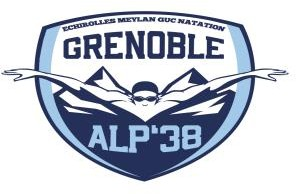 ECHIROLLES MEYLAN GUC NATATION
GRENOBLE
ALP'38